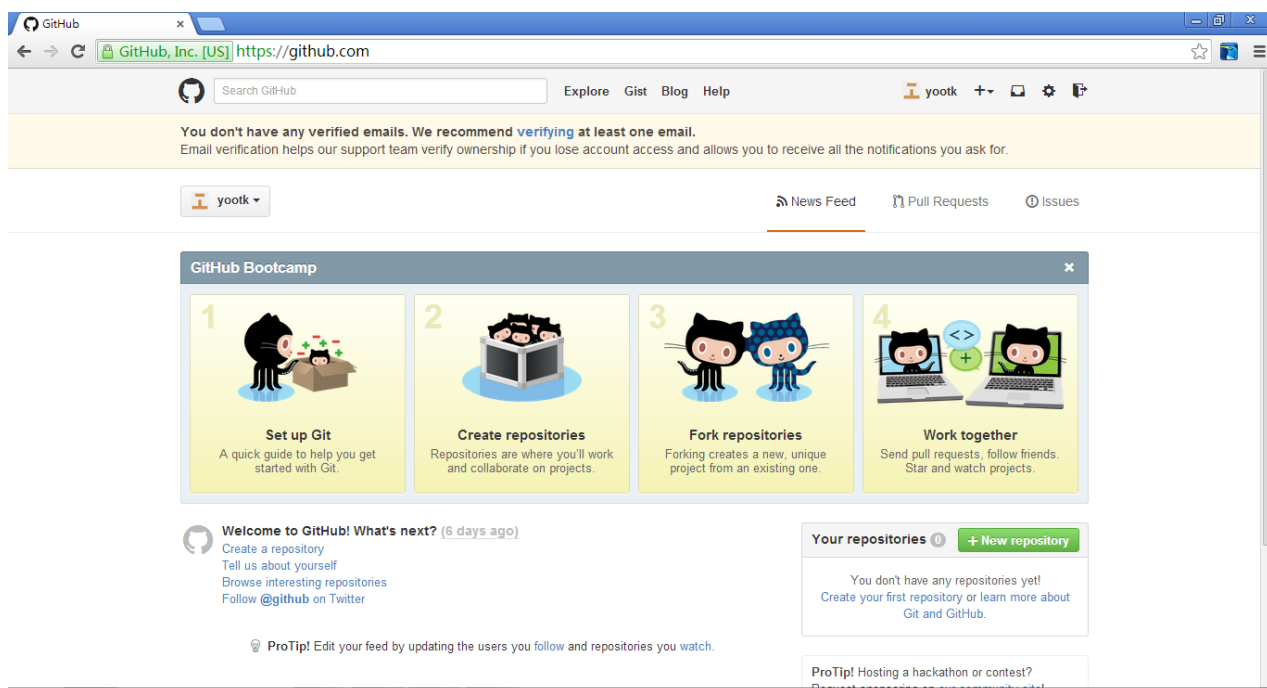 GitHub
GitHub, Inc. [US] https://github.com
Search GitHub
Explore Gist Blog Help
yootk
You don't have any verified emails. We recommend verifying at least one email.
Email verification helps our support team verify ownership if you lose account access and allows you to receive all the notifications you ask for.
yootk
News Feed
Pull Requests
Issues
GitHub Bootcamp
1
Set up Git
A quick guide to help you get
started with Git.
2
Create repositories
Repositories are where you'll work
and collaborate on projects.
3
Fork repositories
Forking creates a new, unique
project from an existing one.
4
Work together
Send pull requests, follow friends.
Star and watch projects.
Welcome to GitHub! What's next? (6 days ago)
Create a repository
Tell us about yourself
Browse interesting repositories
Follow @github on Twitter
ProTip! Edit your feed by updating the users you follow and repositories you watch.
Your repositories 0
+ New repository
You don't have any repositories yet!
Create your first repository or learn more about
Git and GitHub.
ProTip! Hosting a hackathon or contest?